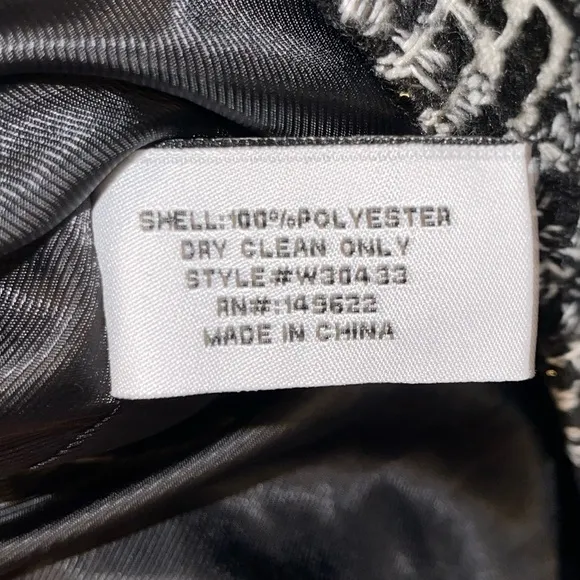 SHELL:100%POLYESTER
DRY CLEAN ONLY
STYLE#W30433
RN#:149622
MADE IN CHINA